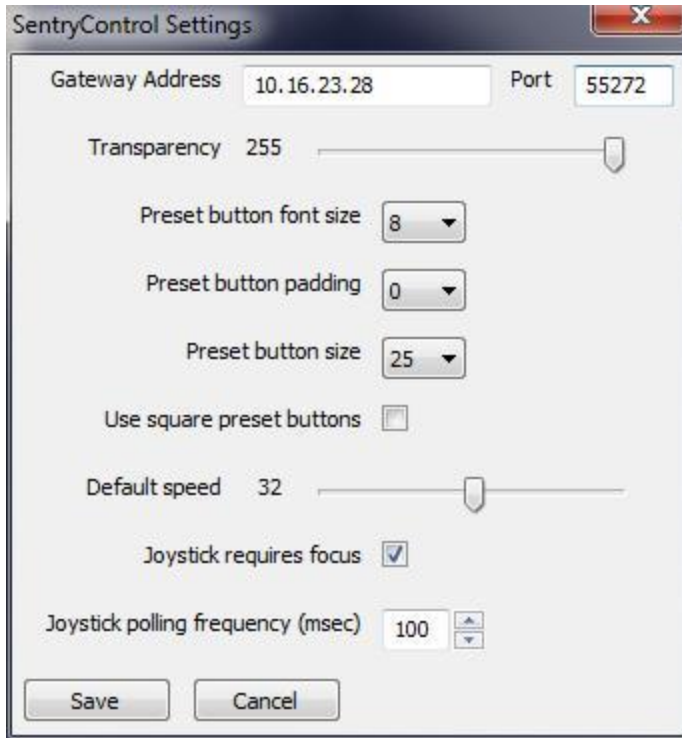 SentryControl Settings
Gateway Address 10.16.23.28 Port 55272
Transparency 255
Preset button font size 8
Preset button padding 0
Preset button size 25
Use square preset buttons
Default speed 32
Joystick requires focus
Joystick polling frequency (msec) 100
Save Cancel